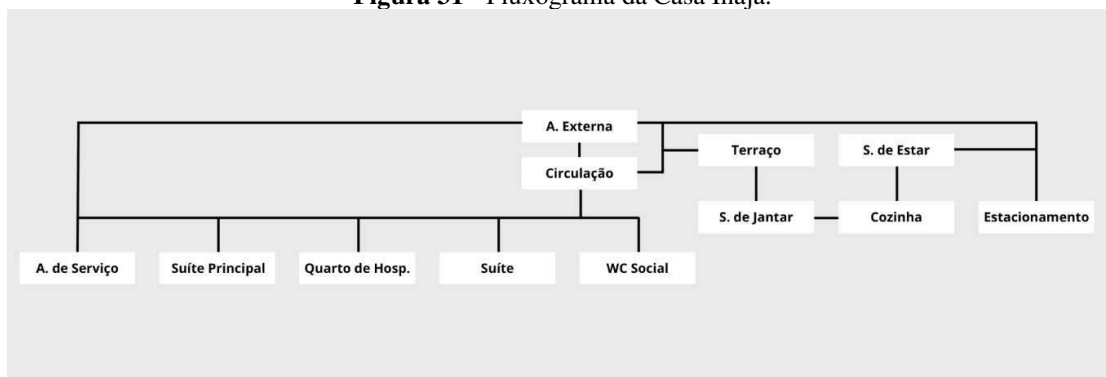 Figura 31 - Fluxograma da Casa Inajá.
A. Externa
Terraço
S. de Estar
Circulação
S. de Jantar
Cozinha
Estacionamento
A. de Serviço
Suíte Principal
Quarto de Hosp.
Suíte
WC Social